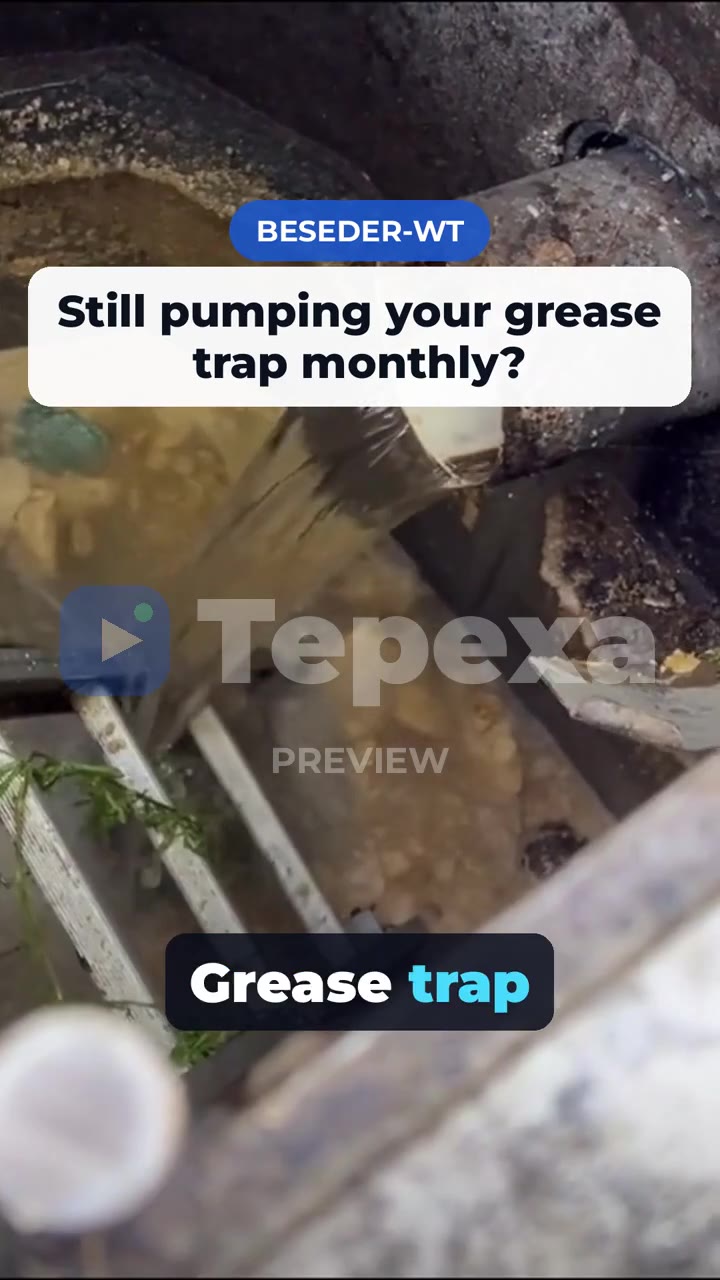 BESEDER-WT
Still pumping your grease
trap monthly?
Tepexa
PREVIEW
Grease trap